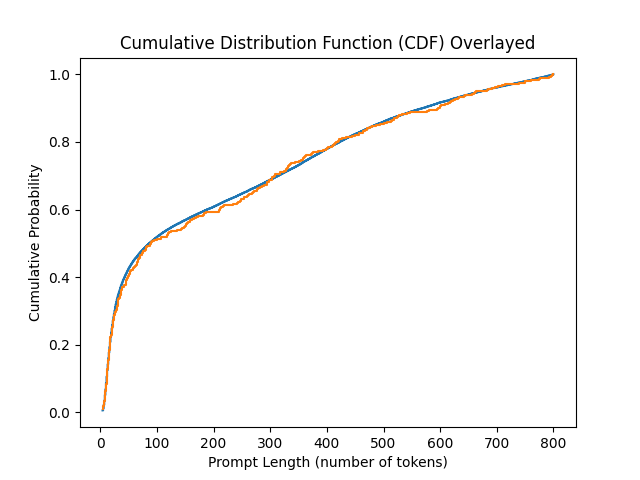 Cumulative Distribution Function (CDF) Overlayed
1.0
0.8
0.6
0.4
0.2
0.0
Cumulative Probability
0 100 200 300 400 500 600 700 800
Prompt Length (number of tokens)